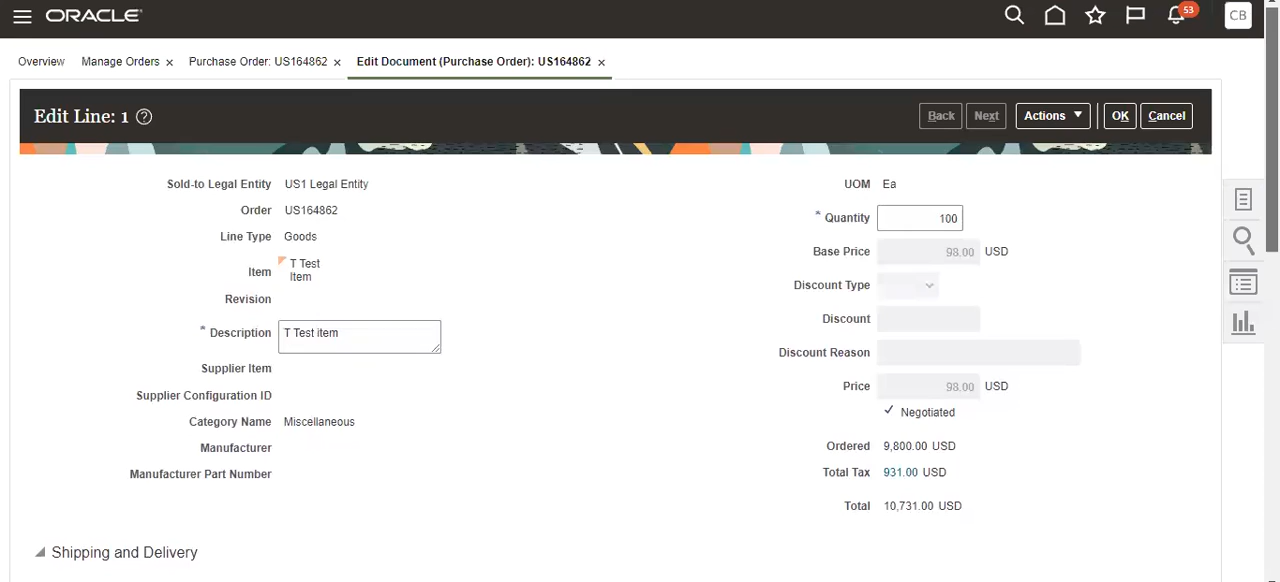 ORACLE
53
CB
Overview
Manage Orders ×
Purchase Order: US164862 ×
Edit Document (Purchase Order): US164862 ×
Edit Line: 1 ?
Back
Next
Actions
OK
Cancel
Sold-to Legal Entity US1 Legal Entity
Order US164862
Line Type Goods
Item T Test
Item
Revision
* Description T Test item
Supplier Item
Supplier Configuration ID
Category Name Miscellaneous
Manufacturer
Manufacturer Part Number
UOM Ea
* Quantity 100
Base Price 98.00 USD
Discount Type
Discount
Discount Reason
Price 98.00 USD
✓ Negotiated
Ordered 9,800.00 USD
Total Tax 931.00 USD
Total 10,731.00 USD
Shipping and Delivery